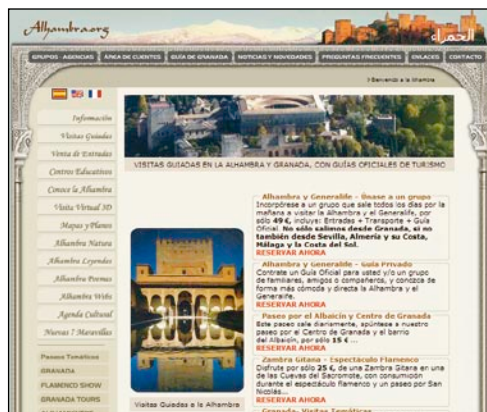 Alhambra.org
الحمراء
GRUPOS - AGENCIAS
ÁREA DE CLIENTES
GUÍA DE GRANADA
NOTICIAS Y NOVEDADES
PREGUNTAS FRECUENTES
ENLACES
CONTACTO
Bienvenido a la Alhambra
Información
Visitas Guiadas
Venta de Entradas
Centros Educativos
Conoce la Alhambra
Visita Virtual 3D
Mapas y Planos
Alhambra Natura
Alhambra Leyendas
Alhambra Poemas
Alhambra Webs
Agenda Cultural
Nuevas 7 Maravillas
Paseos Temáticos
GRANADA
FLAMENCO SHOW
GRANADA TOURS
VISITAS GUIADAS EN LA ALHAMBRA Y GRANADA, CON GUÍAS OFICIALES DE TURISMO
Visitas Guiadas a la Alhambra
Alhambra y Generalife - Únase a un grupo
Incorpórese a un grupo que sale todos los días por la
mañana a visitar la Alhambra y el Generalife, por
sólo 49 €, incluye: Entradas + Transporte + Guía
Oficial. No sólo salimos desde Granada, si no
también desde Sevilla, Almería y su Costa,
Málaga y la Costa del Sol.
RESERVAR AHORA
Alhambra y Generalife - Guía Privado
Contrate un Guía Oficial para usted y/o un grupo
de familiares, amigos o compañeros, y conozca de
forma más cómoda y directa la Alhambra y el
Generalife.
RESERVAR AHORA
Paseo por el Albaicín y Centro de Granada
Este paseo sale diariamente, apúntese a nuestro
paseo por el Centro de Granada y el barrio
del Albaicín, por sólo 15 € ...
RESERVAR AHORA
Zambra Gitana - Espectáculo Flamenco
Disfrute por sólo 25 €, de una Zambra Gitana en una
de las Cuevas del Sacromonte, con consumición
durante el espectáculo flamenco y un paseo por San
Nicolás...
RESERVAR AHORA
Granada: Visitas Temáticas